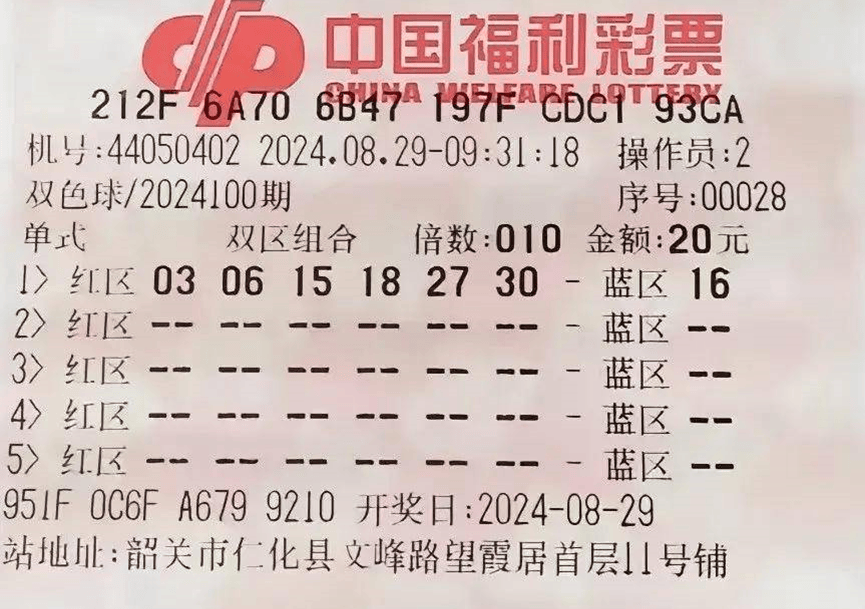 中国福利彩票
CHINA WELFARE LOTTERY
212F 6A70 6B47 197F CDC1 93CA
机号:44050402 2024.08.29-09:31:18 操作员:2
双色球/2024100期 序号:00028
单式 双区组合 倍数:010 金额:20元
1> 红区 03 06 15 18 27 30 - 蓝区 16
2> 红区 -- -- -- -- -- -- - 蓝区 --
3> 红区 -- -- -- -- -- -- - 蓝区 --
4> 红区 -- -- -- -- -- -- - 蓝区 --
5> 红区 -- -- -- -- -- -- - 蓝区 --
951F 0C6F A679 9210 开奖日:2024-08-29
站地址:韶关市仁化县文峰路望霞居首层11号铺